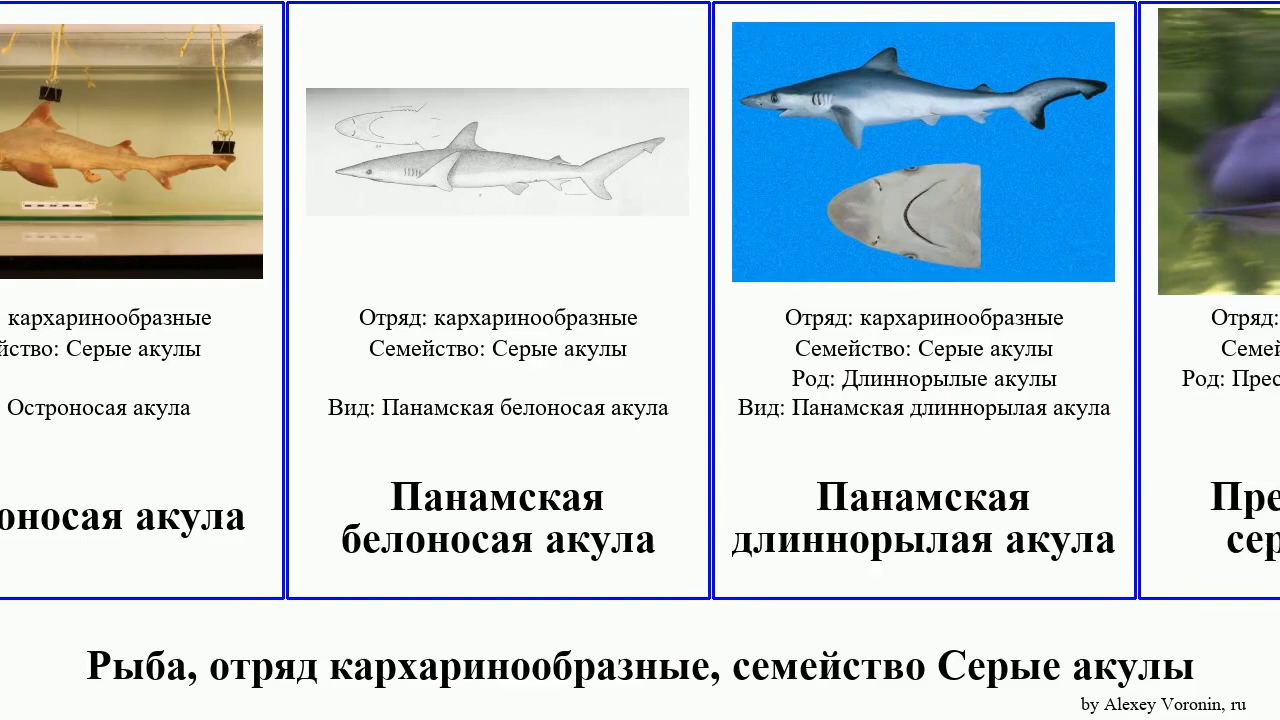 кархаринообразные
йство: Серые акулы
Остроносая акула
оносая акула
Отряд: кархаринообразные
Семейство: Серые акулы
Вид: Панамская белоносая акула
Панамская
белоносая акула
Отряд: кархаринообразные
Семейство: Серые акулы
Род: Длиннорылые акулы
Вид: Панамская длиннорылая акула
Панамская
длиннорылая акула
Отряд:
Семей
Род: Прес
Пре
сер
Рыба, отряд кархаринообразные, семейство Серые акулы
by Alexey Voronin, ru